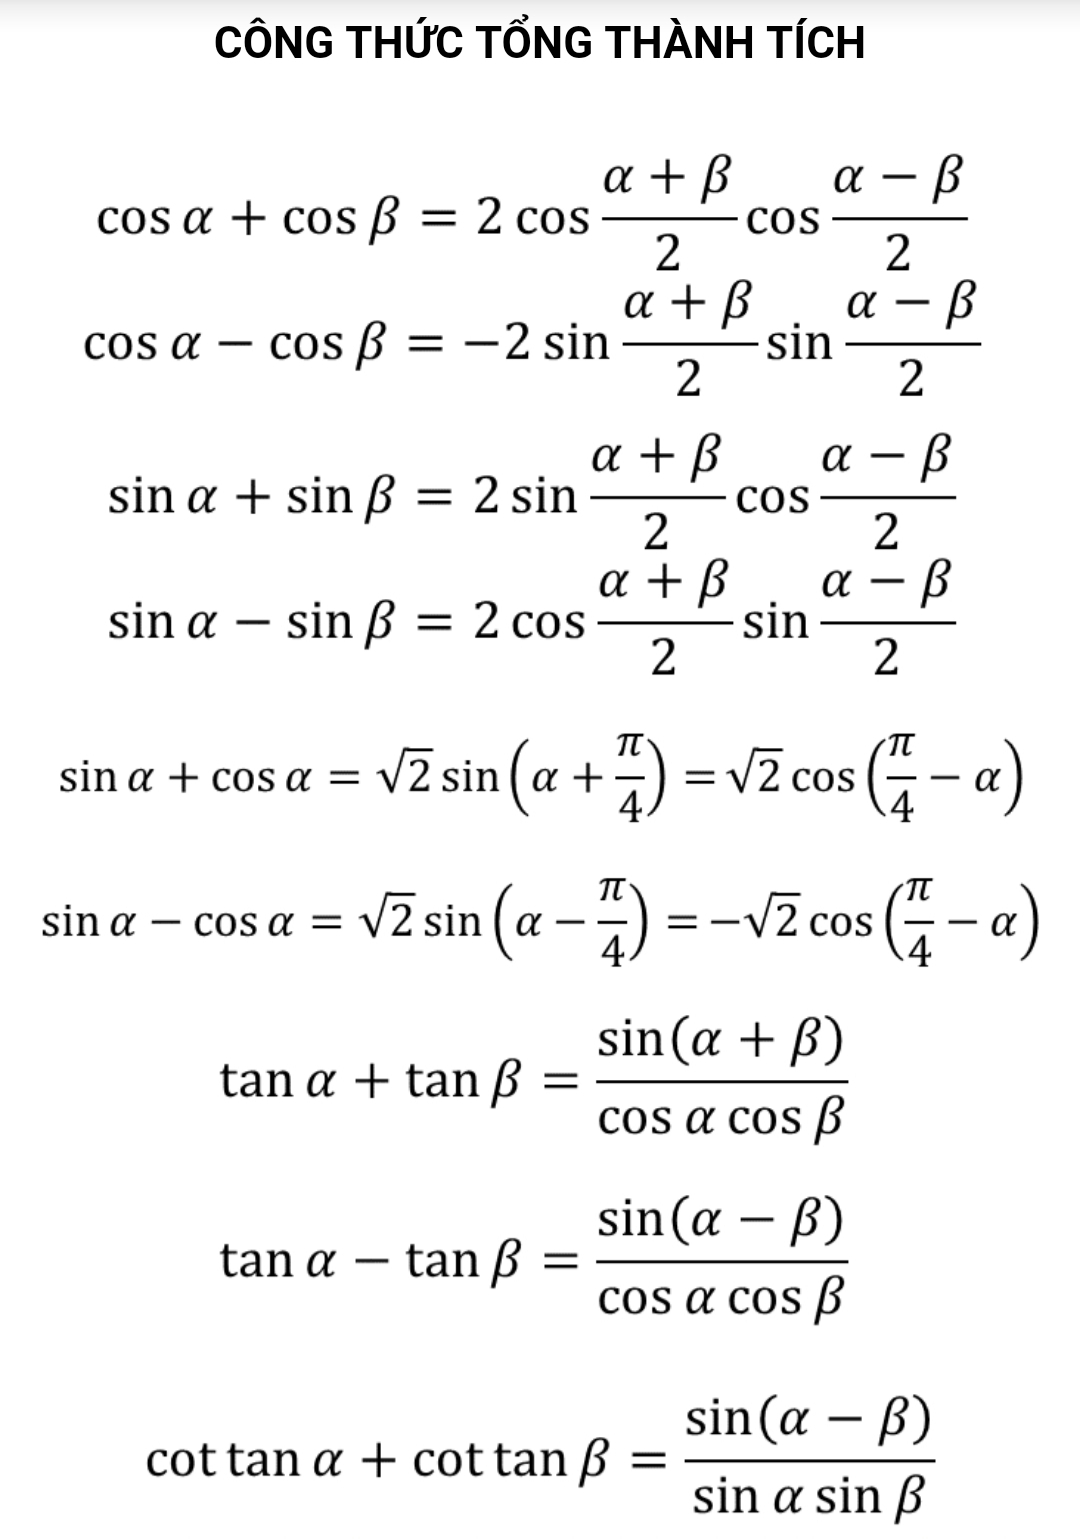 CÔNG THỨC TỔNG THÀNH TÍCH
cos α + cos β = 2 cos (α + β)/2 cos (α − β)/2
cos α − cos β = −2 sin (α + β)/2 sin (α − β)/2
sin α + sin β = 2 sin (α + β)/2 cos (α − β)/2
sin α − sin β = 2 cos (α + β)/2 sin (α − β)/2
sin α + cos α = √2 sin (α + π/4) = √2 cos (π/4 − α)
sin α − cos α = √2 sin (α − π/4) = −√2 cos (π/4 − α)
tan α + tan β = sin(α + β)/cos α cos β
tan α − tan β = sin(α − β)/cos α cos β
cot tan α + cot tan β = sin(α − β)/sin α sin β